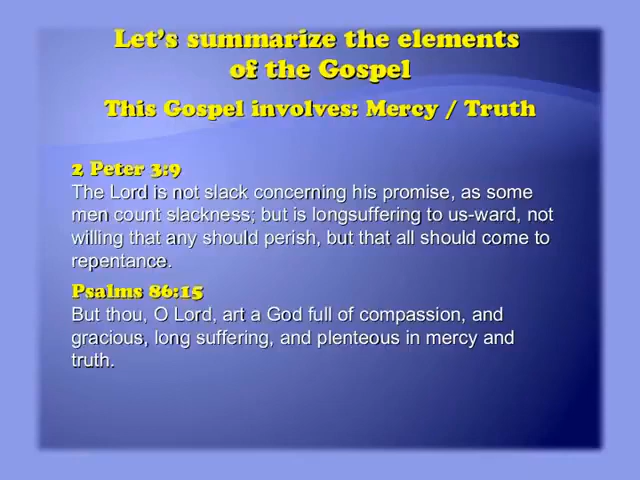 Let's summarize the elements
of the Gospel
This Gospel involves: Mercy / Truth
2 Peter 3:9
The Lord is not slack concerning his promise, as some
men count slackness; but is longsuffering to us-ward, not
willing that any should perish, but that all should come to
repentance.
Psalms 86:15
But thou, O Lord, art a God full of compassion, and
gracious, long suffering, and plenteous in mercy and
truth.